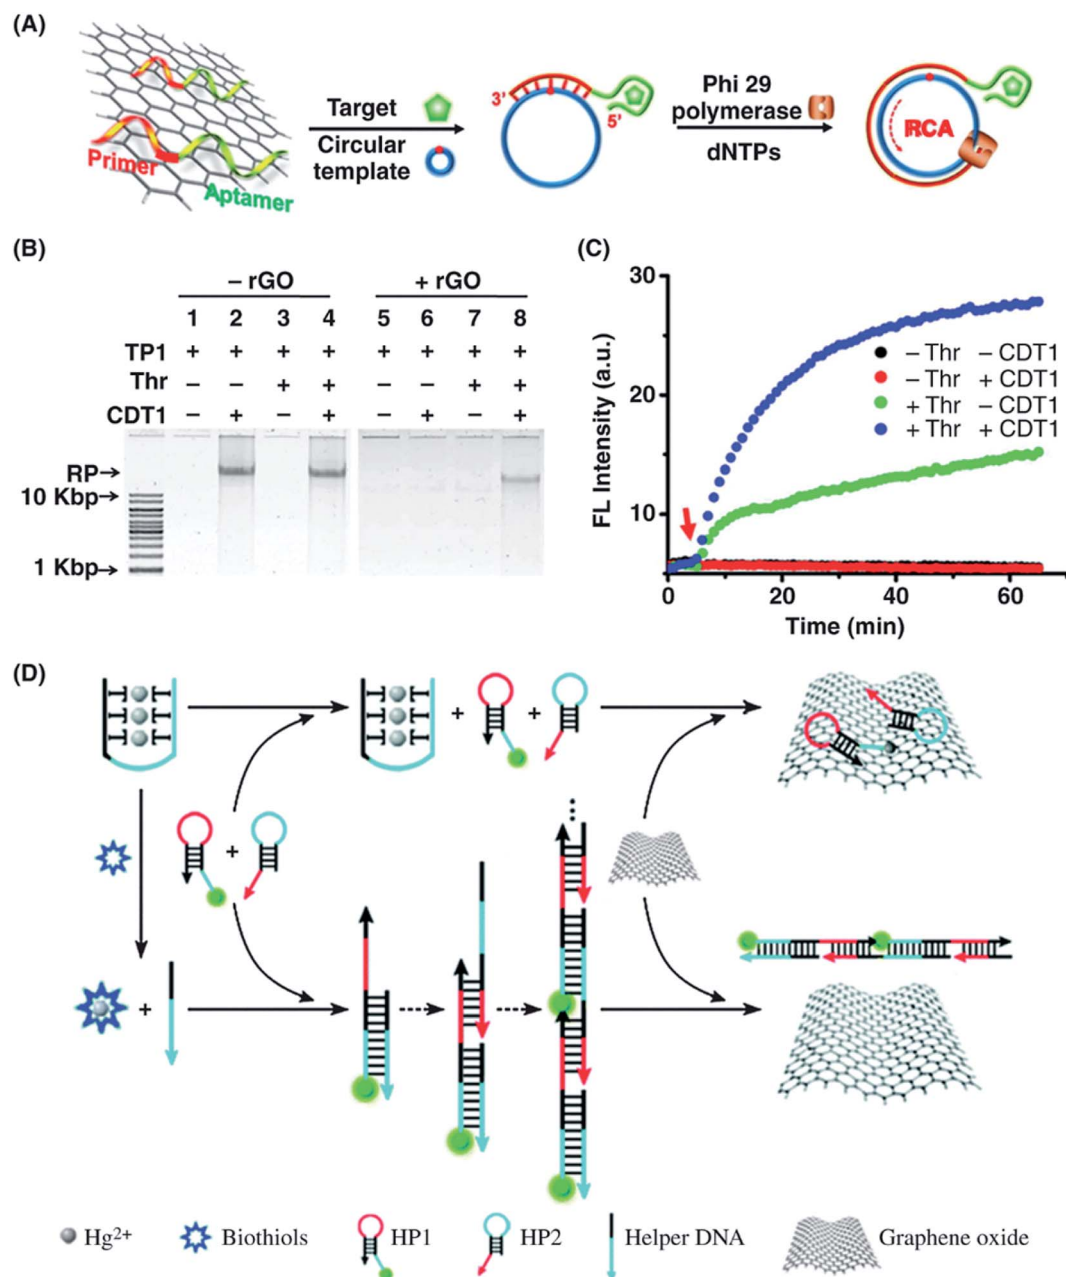 (A)
Primer
Aptamer
Target
Circular
template
3'
5'
Phi 29
polymerase
dNTPs
RCA
(B)
– rGO + rGO
1 2 3 4 5 6 7 8
TP1 + + + + + + + +
Thr – – + + – – + +
CDT1 – + – + – + – +
RP→
10 Kbp→
1 Kbp→
(C)
FL Intensity (a.u.)
30
20
10
0 20 40 60
Time (min)
– Thr – CDT1
– Thr + CDT1
+ Thr – CDT1
+ Thr + CDT1
(D)
+ +
+
+
Hg2+ Biothiols HP1 HP2 Helper DNA Graphene oxide